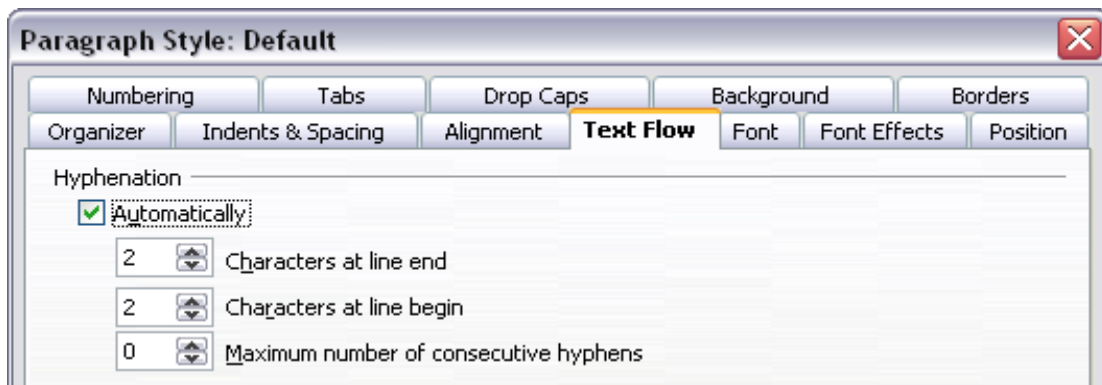 Paragraph Style: Default
Numbering Tabs Drop Caps Background Borders
Organizer Indents & Spacing Alignment Text Flow Font Font Effects Position
Hyphenation
Automatically
2 Characters at line end
2 Characters at line begin
0 Maximum number of consecutive hyphens